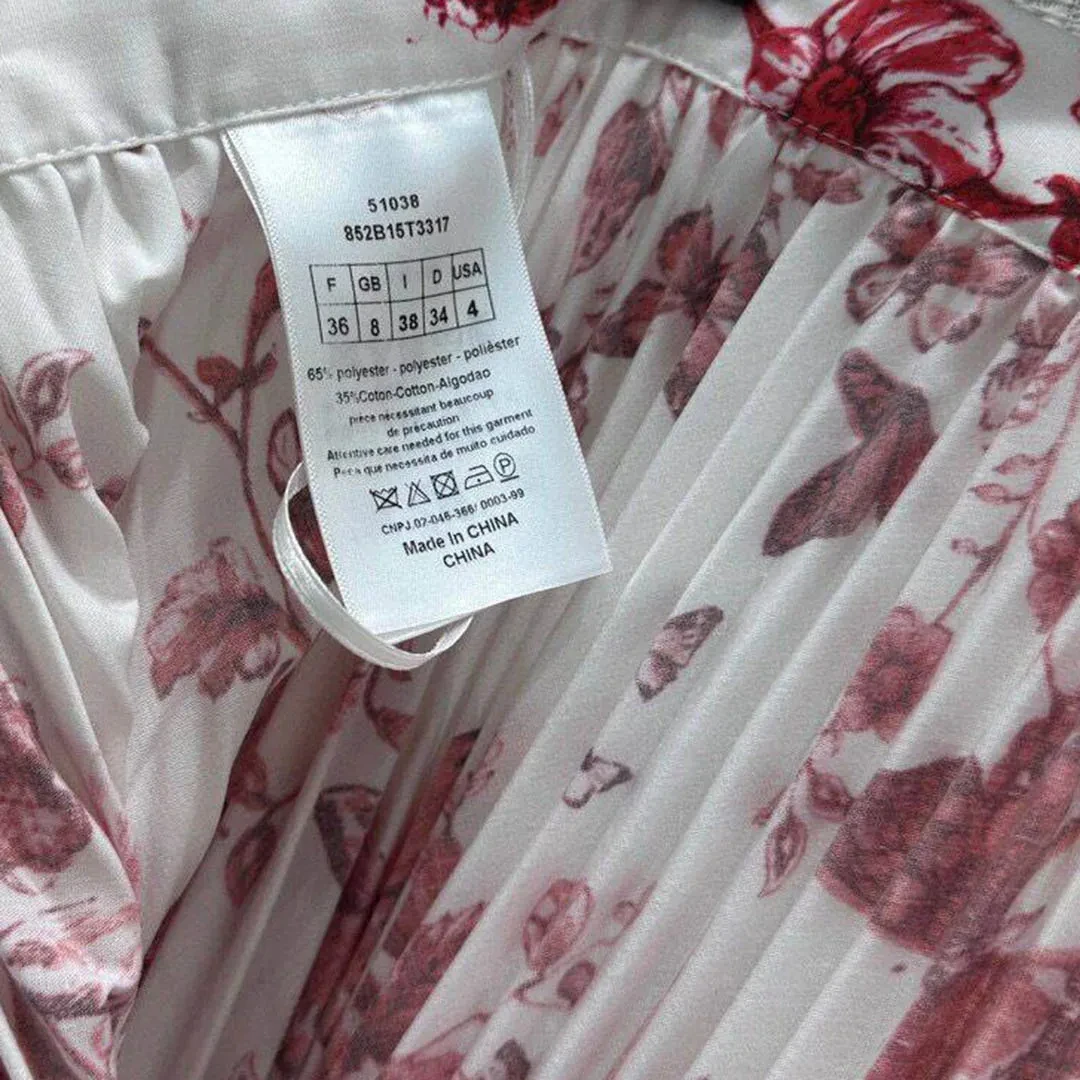 51038
852B15T3317
F GB I D USA
36 8 38 34 4
65% polyester - polyester - polièster
35%Coton-Cotton-Algodao
pièce nécessitant beaucoup
de précaution
Attentive care needed for this garment
Peça que necessita de muito cuidado
P
CNPJ.07-046-366/ 0003-99
Made In CHINA
CHINA